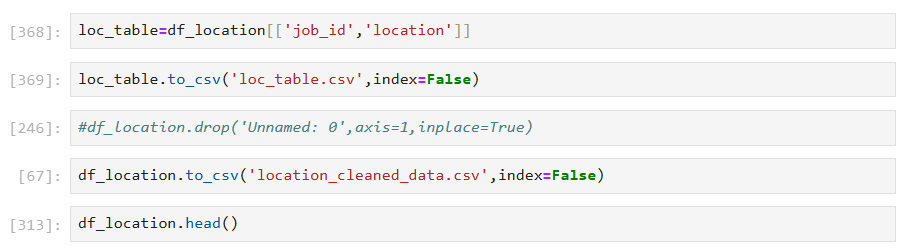 [368]: loc_table=df_location[['job_id','location']]
[369]: loc_table.to_csv('loc_table.csv',index=False)
[246]: #df_location.drop('Unnamed: 0',axis=1,inplace=True)
[67]: df_location.to_csv('location_cleaned_data.csv',index=False)
[313]: df_location.head()